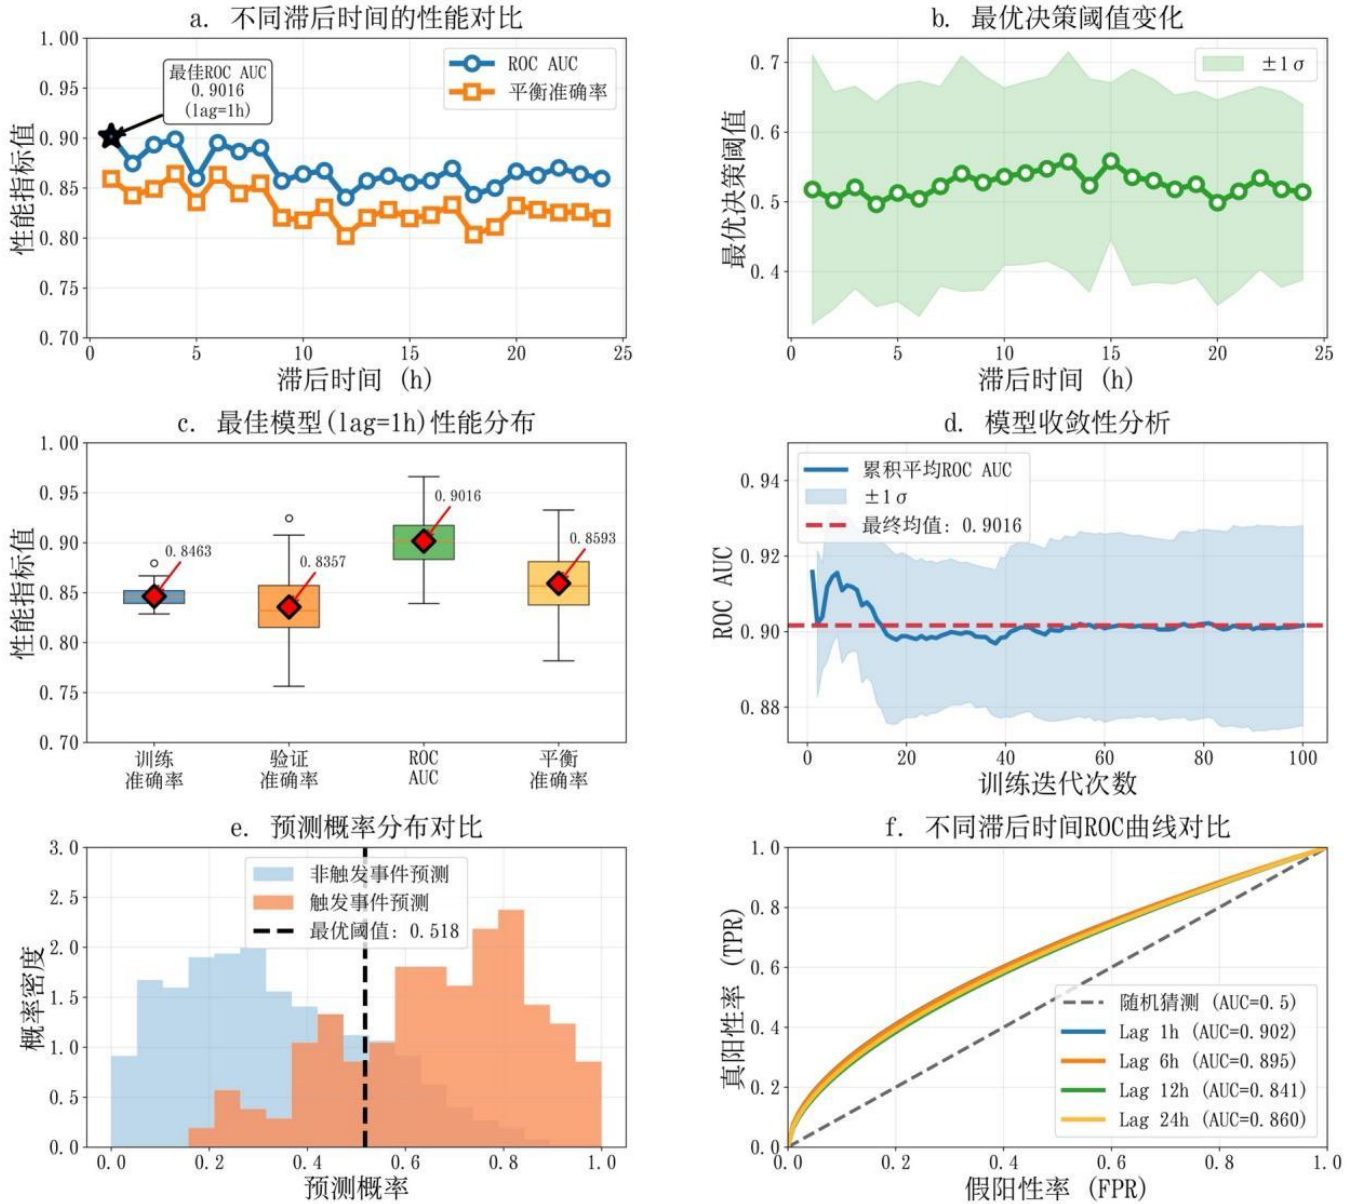 a. 不同滞后时间的性能对比
1.00
0.95
0.90
0.85
0.80
0.75
0.70
性能指标值
最佳ROC AUC
0.9016
(lag=1h)
ROC AUC
平衡准确率
0
5
10
15
20
25
滞后时间 (h)
b. 最优决策阈值变化
0.7
0.6
0.5
0.4
最优决策阈值
±1σ
0
5
10
15
20
25
滞后时间 (h)
c. 最佳模型(lag=1h)性能分布
1.00
0.95
0.90
0.85
0.80
0.75
0.70
性能指标值
0.8463
0.8357
0.9016
0.8593
训练
准确率
验证
准确率
ROC
AUC
平衡
准确率
d. 模型收敛性分析
0.94
0.92
0.90
0.88
ROC AUC
累积平均ROC AUC
±1σ
最终均值: 0.9016
0
20
40
60
80
100
训练迭代次数
e. 预测概率分布对比
3.0
2.5
2.0
1.5
1.0
0.5
0.0
概率密度
非触发事件预测
触发事件预测
最优阈值: 0.518
0.0
0.2
0.4
0.6
0.8
1.0
预测概率
f. 不同滞后时间ROC曲线对比
1.0
0.8
0.6
0.4
0.2
0.0
真阳性率 (TPR)
随机猜测 (AUC=0.5)
Lag 1h (AUC=0.902)
Lag 6h (AUC=0.895)
Lag 12h (AUC=0.841)
Lag 24h (AUC=0.860)
0.0
0.2
0.4
0.6
0.8
1.0
假阳性率 (FPR)